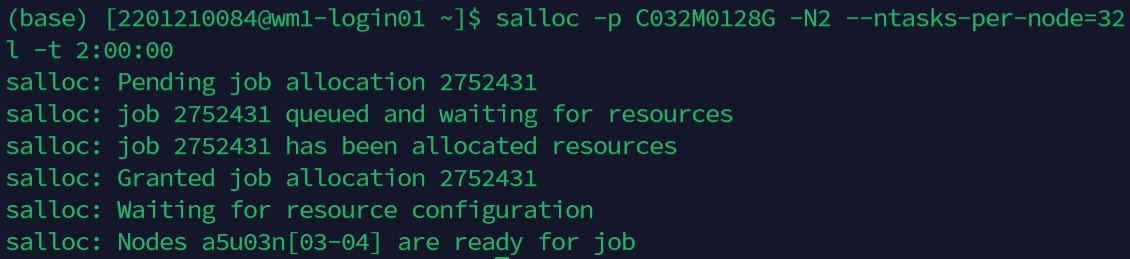 (base) [2201210084@wm1-login01 ~]$ salloc -p C032M0128G -N2 --ntasks-per-node=32
l -t 2:00:00
salloc: Pending job allocation 2752431
salloc: job 2752431 queued and waiting for resources
salloc: job 2752431 has been allocated resources
salloc: Granted job allocation 2752431
salloc: Waiting for resource configuration
salloc: Nodes a5u03n[03-04] are ready for job